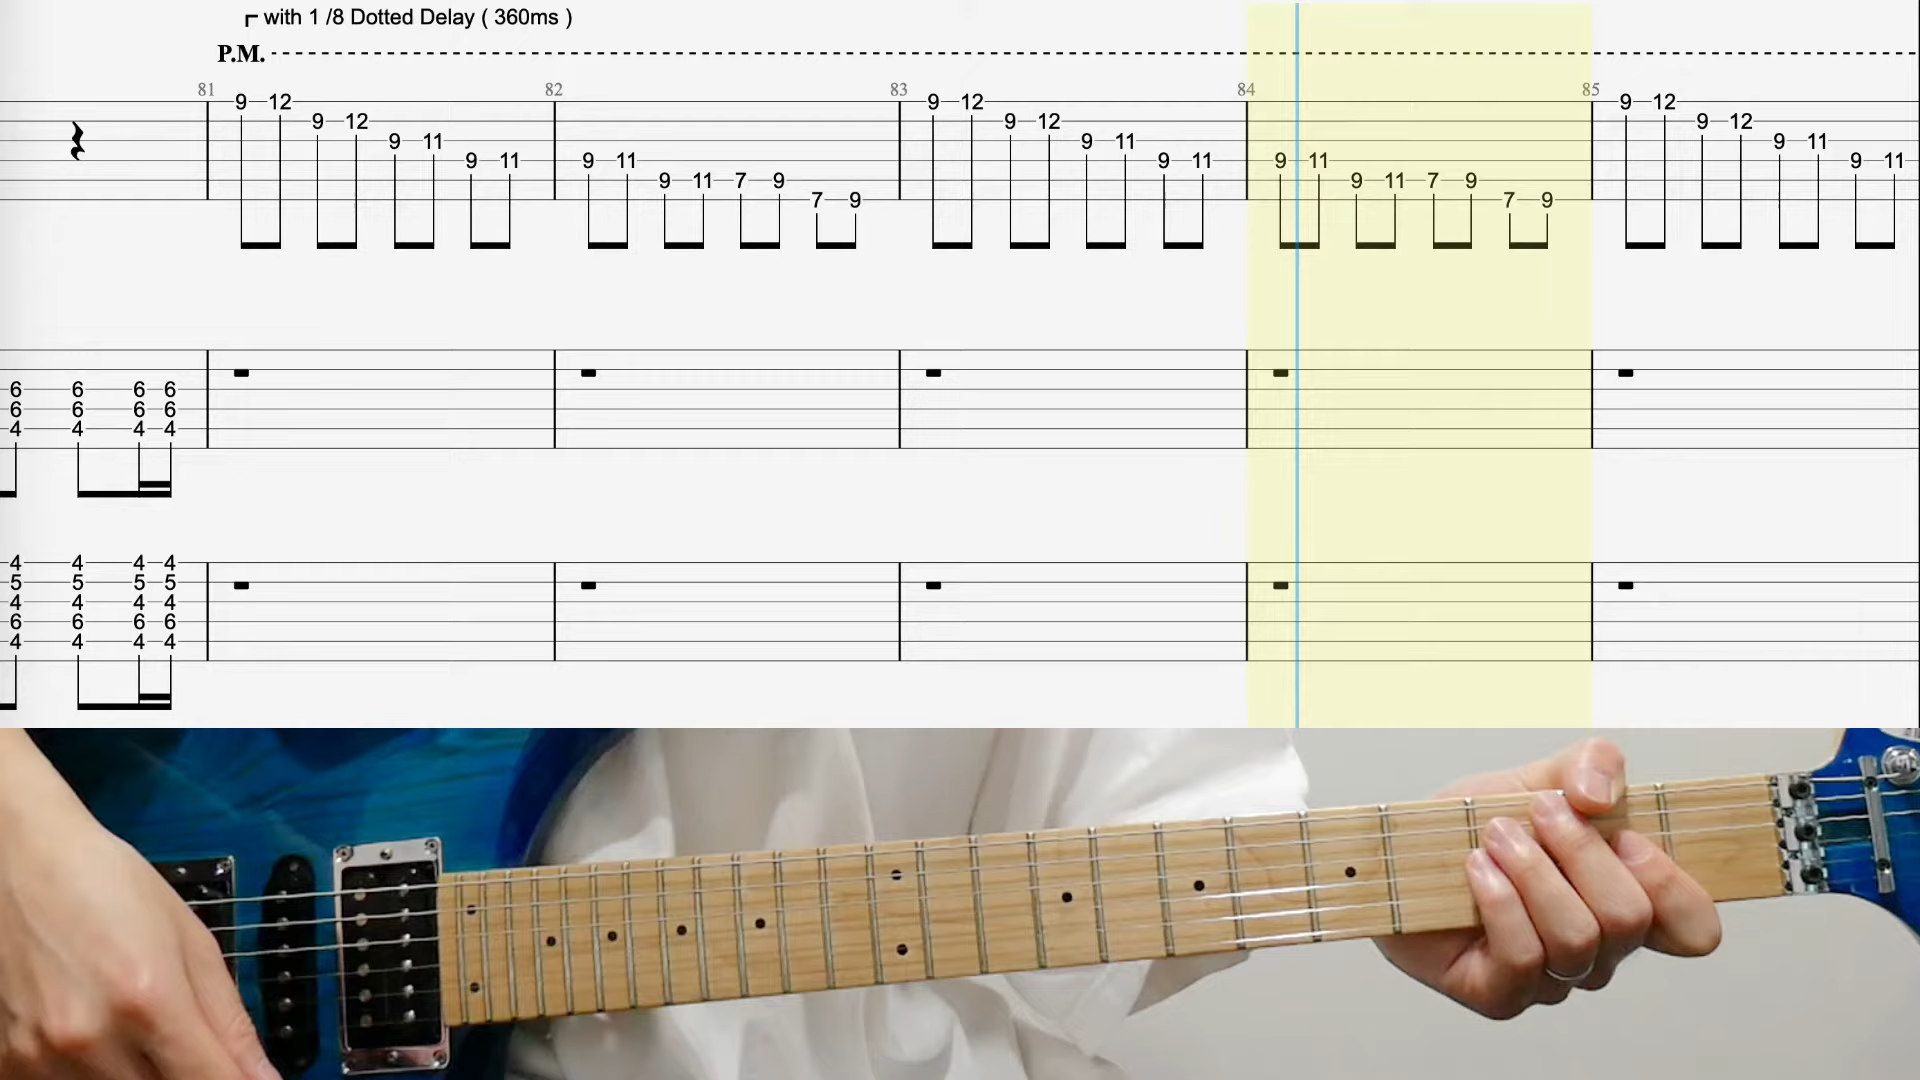 ┌ with 1 /8 Dotted Delay ( 360ms )
P.M.
81 82 83 84 85
9 12 9 12 9 12
9 12 9 12 9 12
9 11 9 11 9 11
9 11 9 11 9 11 9 11 9 11
9 11 7 9 9 11 7 9
7 9 7 9
6 6 6 6
6 6 6 6
4 4 4 4
4 4 4 4
5 5 5 5
4 4 4 4
6 6 6 6
4 4 4 4